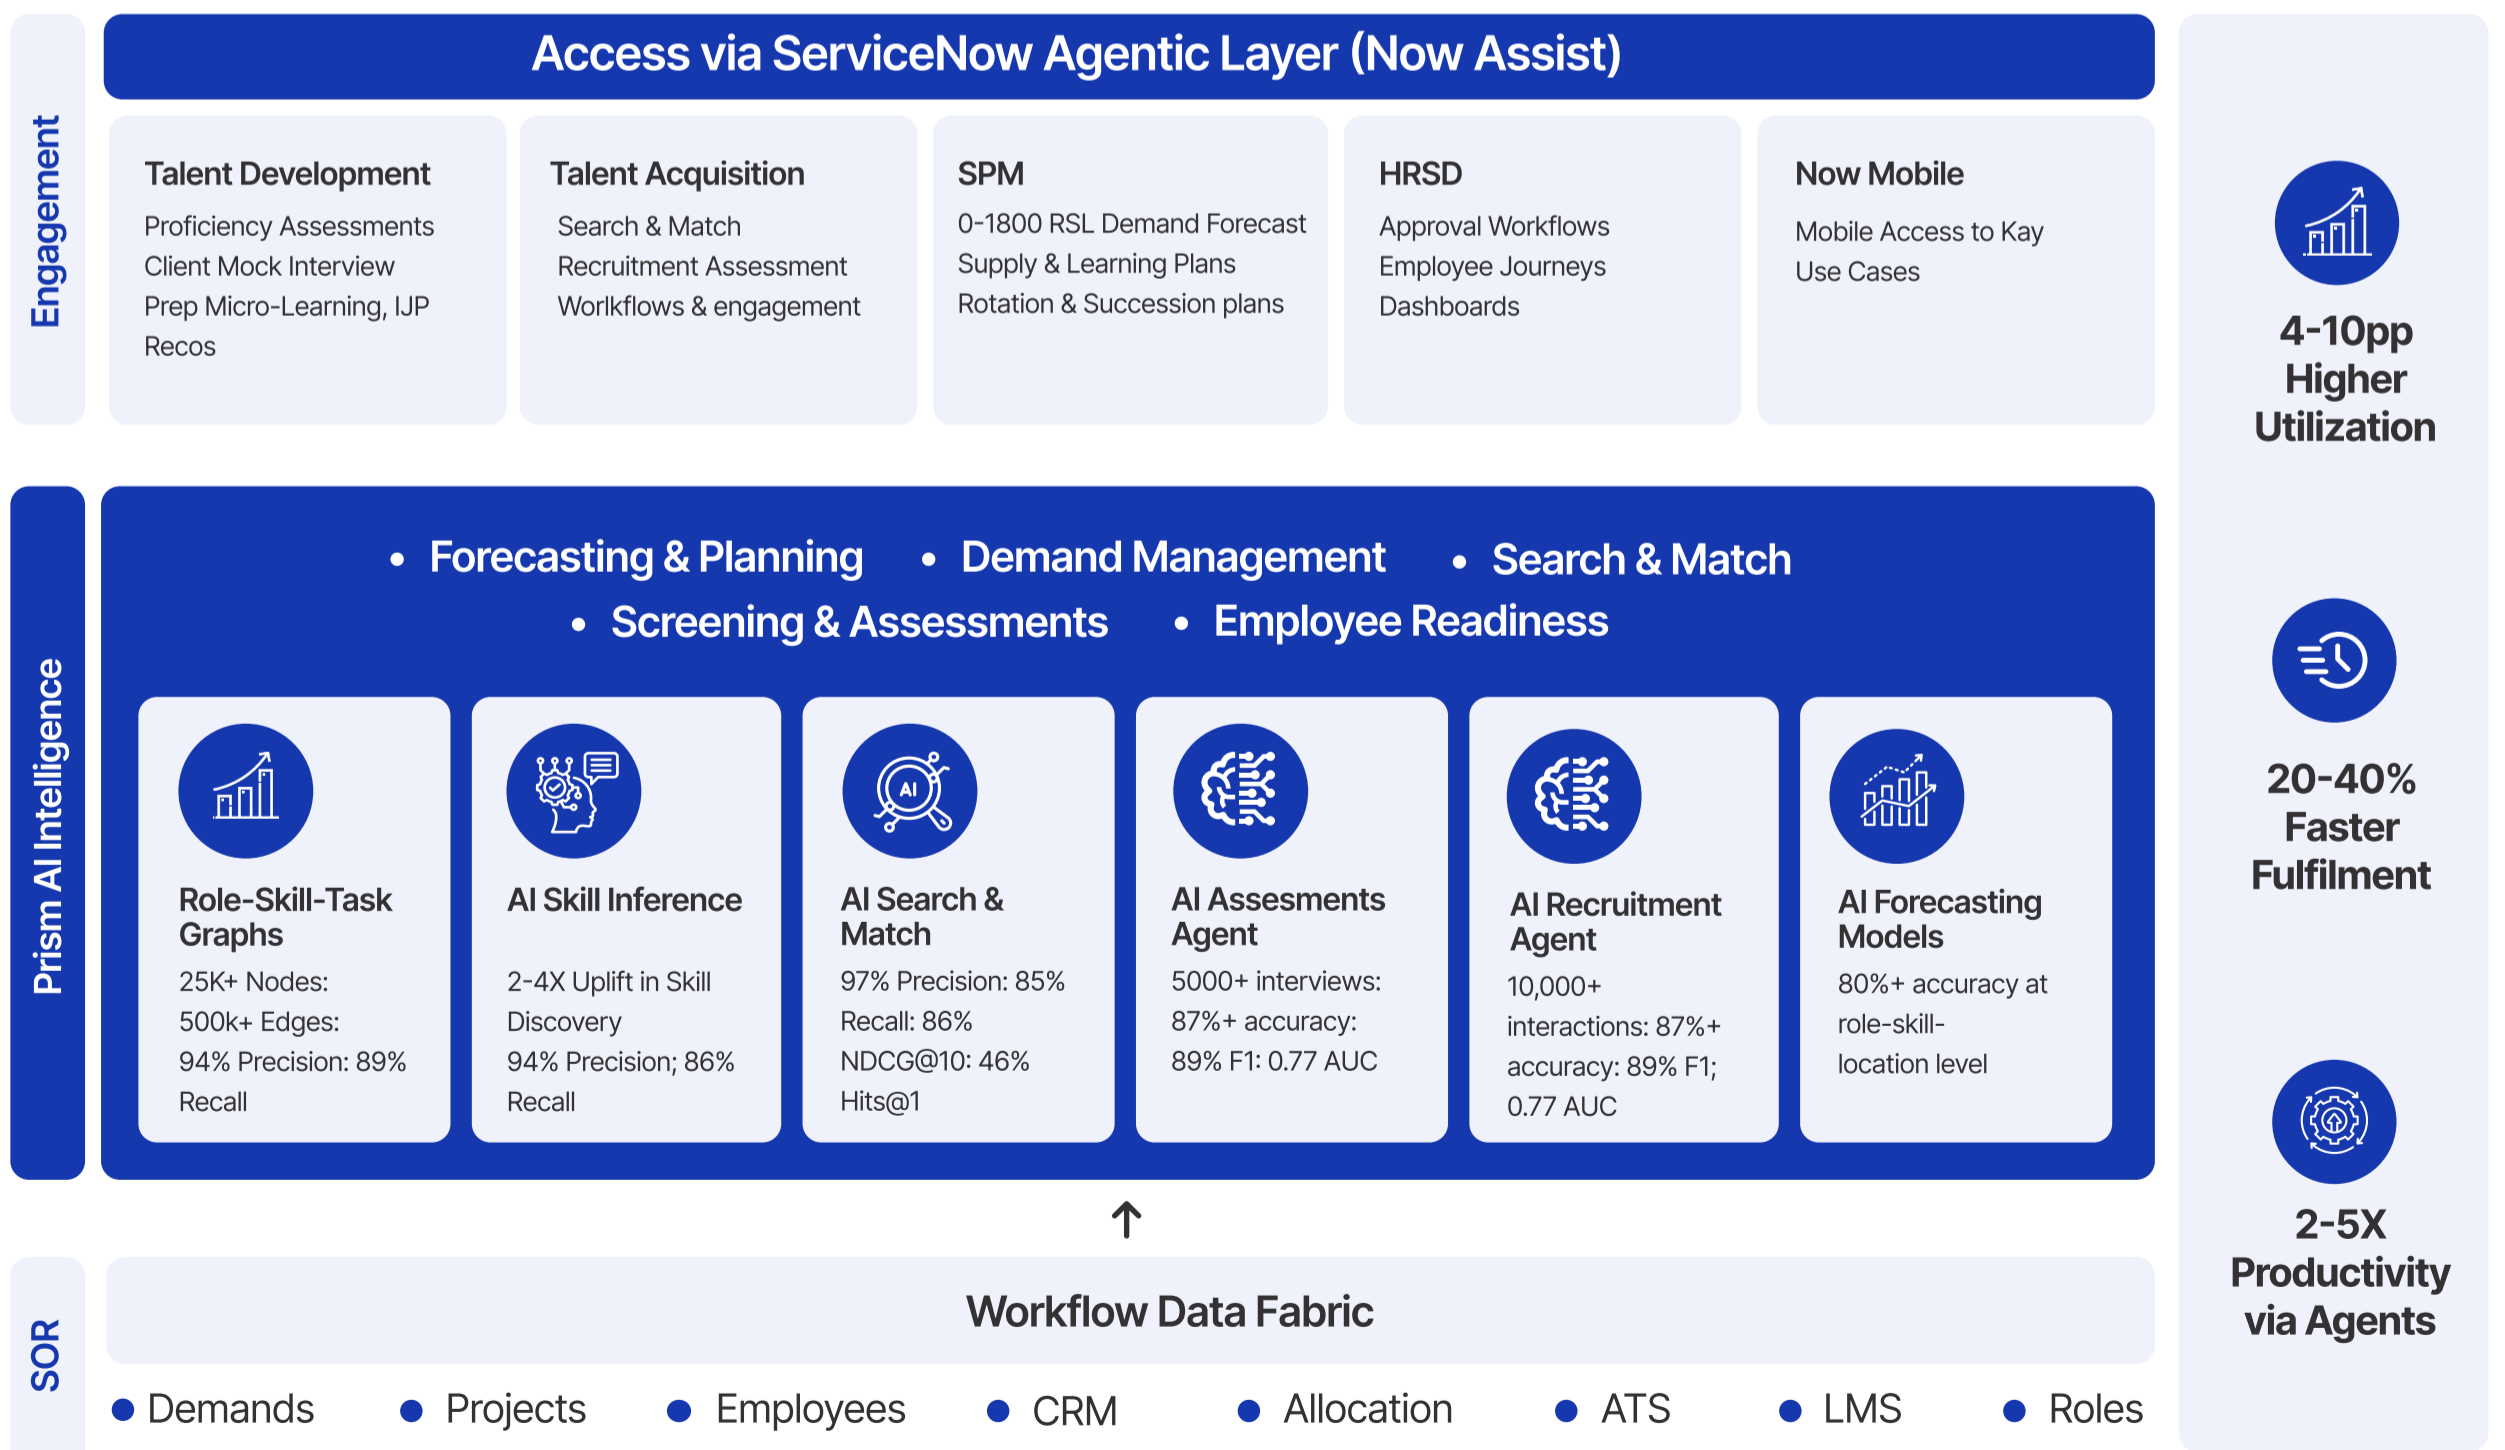 Access via ServiceNow Agentic Layer (Now Assist)
Engagement
Talent Development
Proficiency Assessments
Client Mock Interview
Prep Micro-Learning, IJP
Recos
Talent Acquisition
Search & Match
Recruitment Assessment
Worlkflows & engagement
SPM
0-1800 RSL Demand Forecast
Supply & Learning Plans
Rotation & Succession plans
HRSD
Approval Workflows
Employee Journeys
Dashboards
Now Mobile
Mobile Access to Kay
Use Cases
Prism AI Intelligence
• Forecasting & Planning
• Demand Management
• Search & Match
• Screening & Assessments
• Employee Readiness
Role-Skill-Task
Graphs
25K+ Nodes:
500k+ Edges:
94% Precision: 89%
Recall
AI Skill Inference
2-4X Uplift in Skill
Discovery
94% Precision; 86%
Recall
AI
AI Search &
Match
97% Precision: 85%
Recall: 86%
NDCG@10: 46%
Hits@1
AI Assesments
Agent
5000+ interviews:
87%+ accuracy:
89% F1: 0.77 AUC
AI Recruitment
Agent
10,000+
interactions: 87%+
accuracy: 89% F1;
0.77 AUC
AI Forecasting
Models
80%+ accuracy at
role-skill-
location level
SOR
Workflow Data Fabric
• Demands
• Projects
• Employees
• CRM
• Allocation
• ATS
• LMS
• Roles
4-10pp
Higher
Utilization
20-40%
Faster
Fulfilment
2-5X
Productivity
via Agents